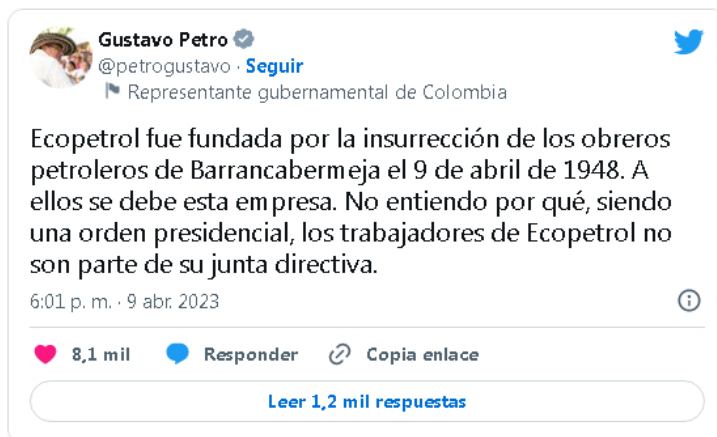 Gustavo Petro
@petrogustavo · Seguir
Representante gubernamental de Colombia
Ecopetrol fue fundada por la insurrección de los obreros
petroleros de Barrancabermeja el 9 de abril de 1948. A
ellos se debe esta empresa. No entiendo por qué, siendo
una orden presidencial, los trabajadores de Ecopetrol no
son parte de su junta directiva.
6:01 p. m. · 9 abr. 2023
8,1 mil Responder Copia enlace
Leer 1,2 mil respuestas